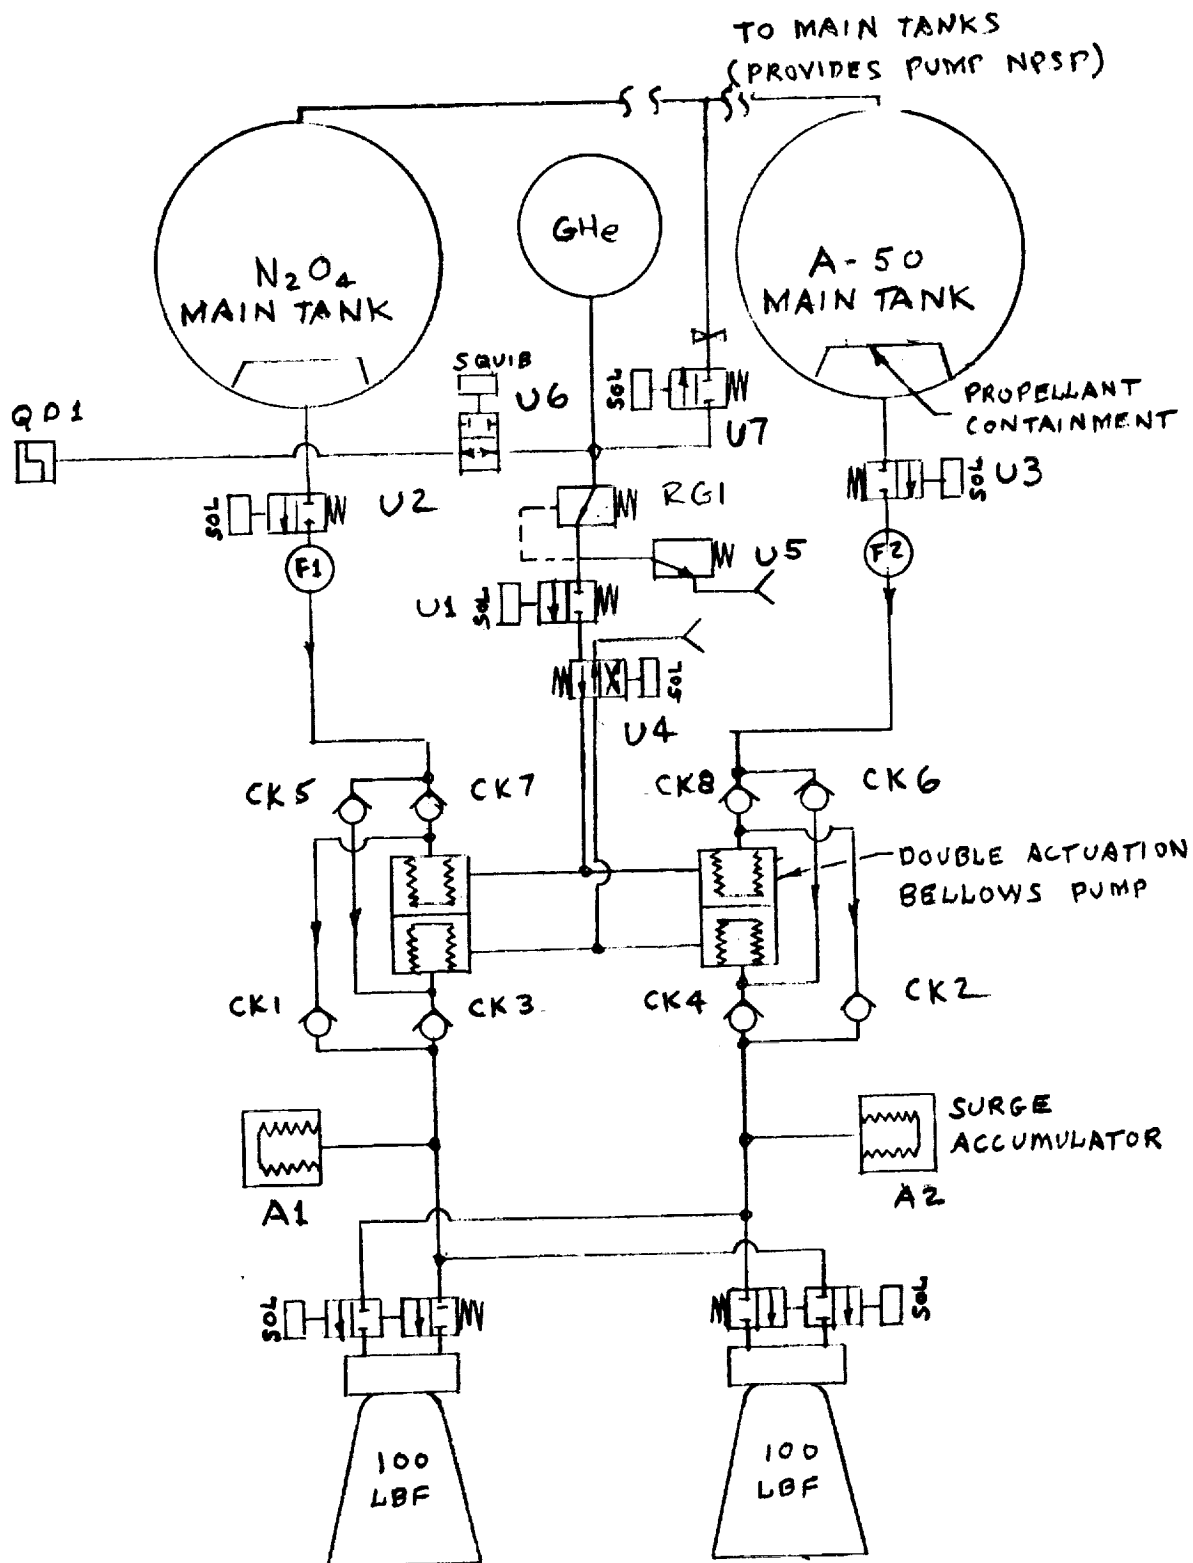 TO MAIN TANKS
(PROVIDES PUMP NPSP)
GHe
N2O4
MAIN TANK
A-50
MAIN TANK
SQUIB
U6
SOL
U7
PROPELLANT
CONTAINMENT
QD1
SOL
U2
RG1
SOL
U3
F1
U5
F2
U1
SOL
SOL
U4
CK5
CK7
CK8
CK6
DOUBLE ACTUATION
BELLOWS PUMP
CK1
CK3
CK4
CK2
SURGE
ACCUMULATOR
A1
A2
SOL
SOL
100
LBF
100
LBF